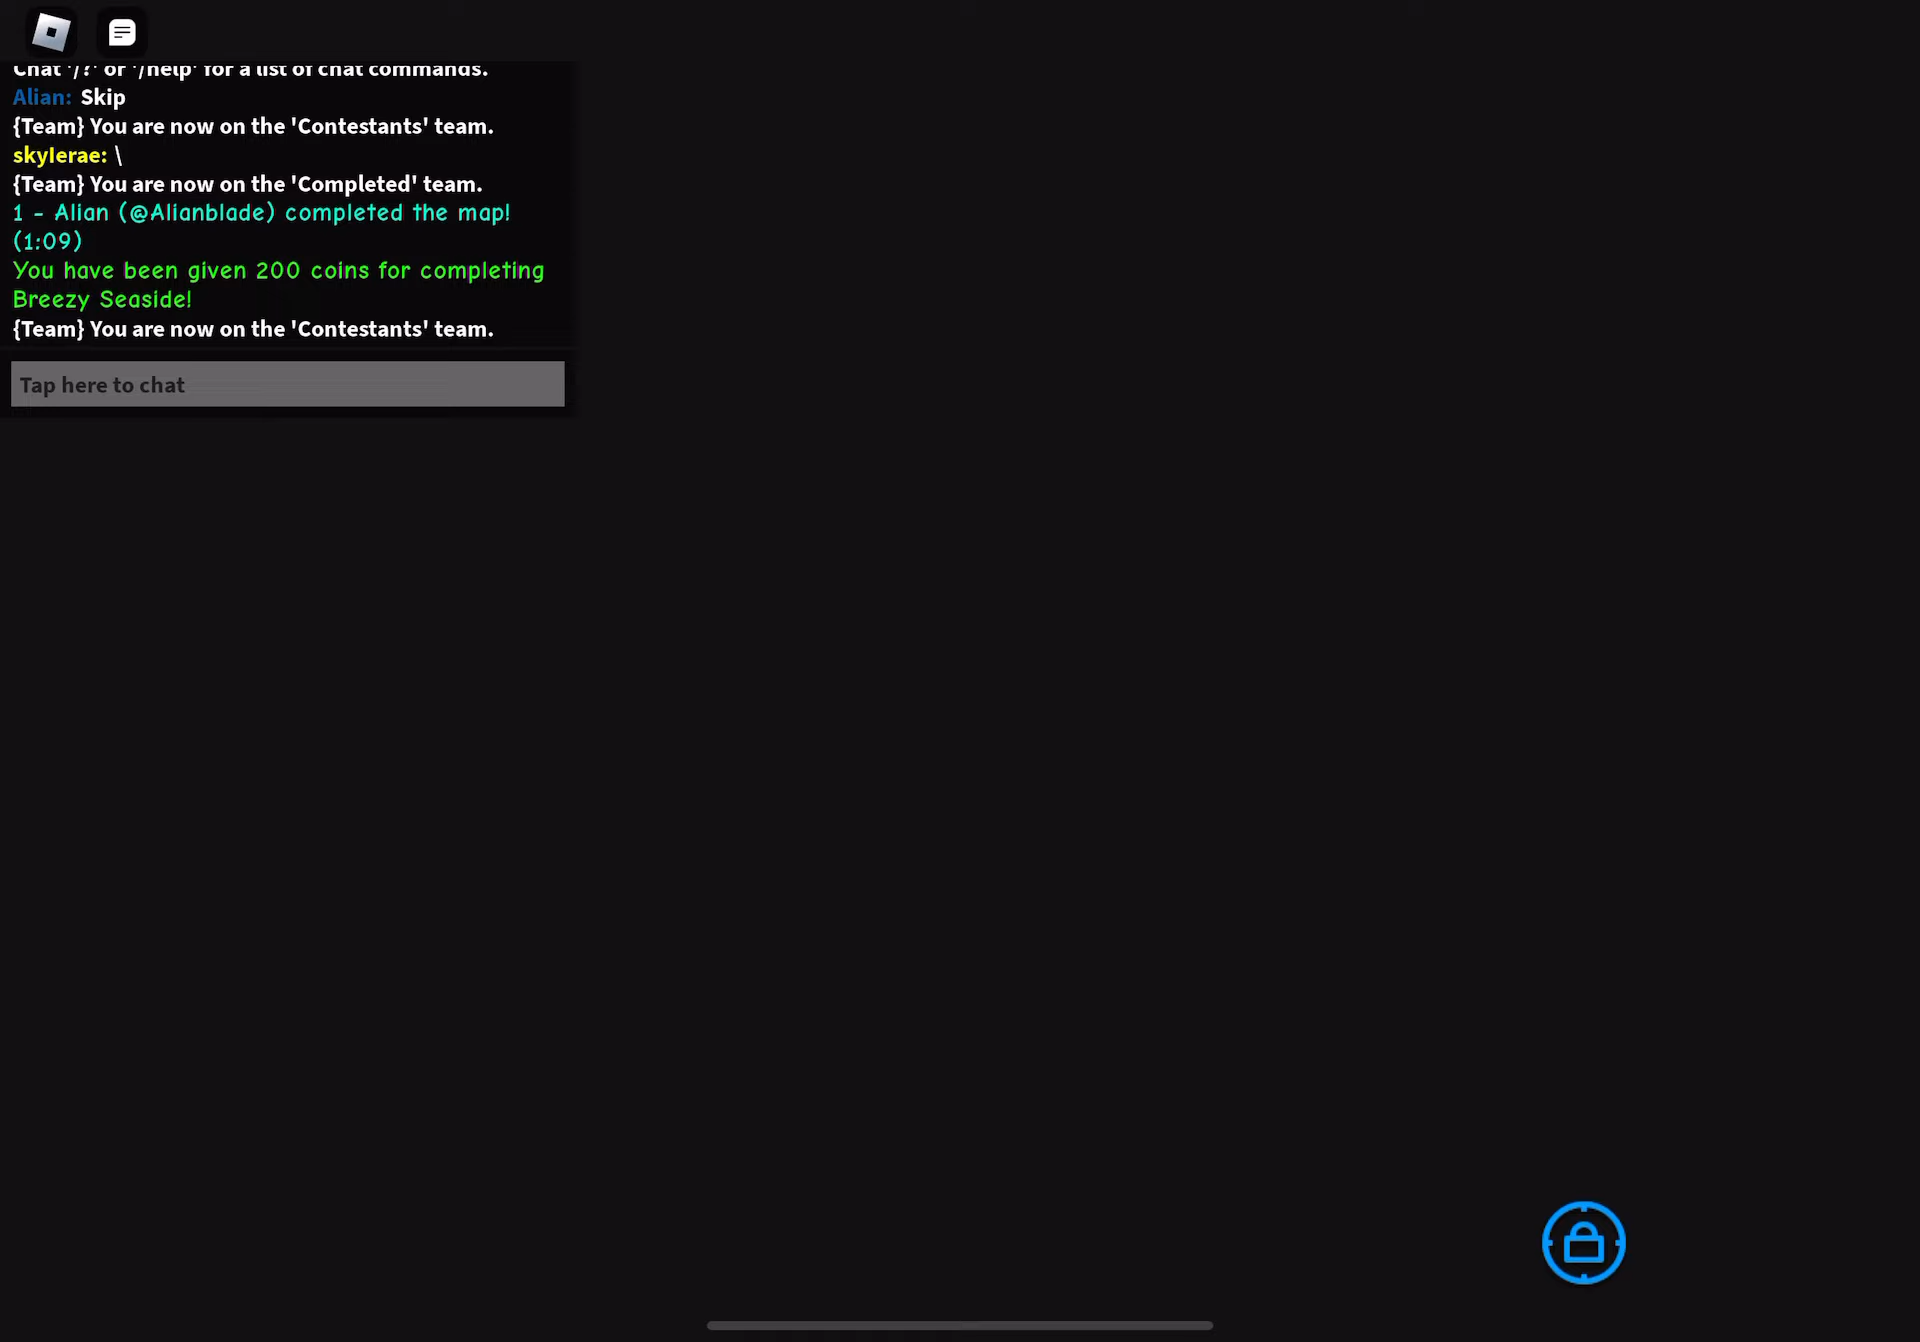 Chat '/?' or '/help' for a list of chat commands.
Alian: Skip
{Team} You are now on the 'Contestants' team.
skylerae: \
{Team} You are now on the 'Completed' team.
1 - Alian (@Alianblade) completed the map!
(1:09)
You have been given 200 coins for completing
Breezy Seaside!
{Team} You are now on the 'Contestants' team.
Tap here to chat